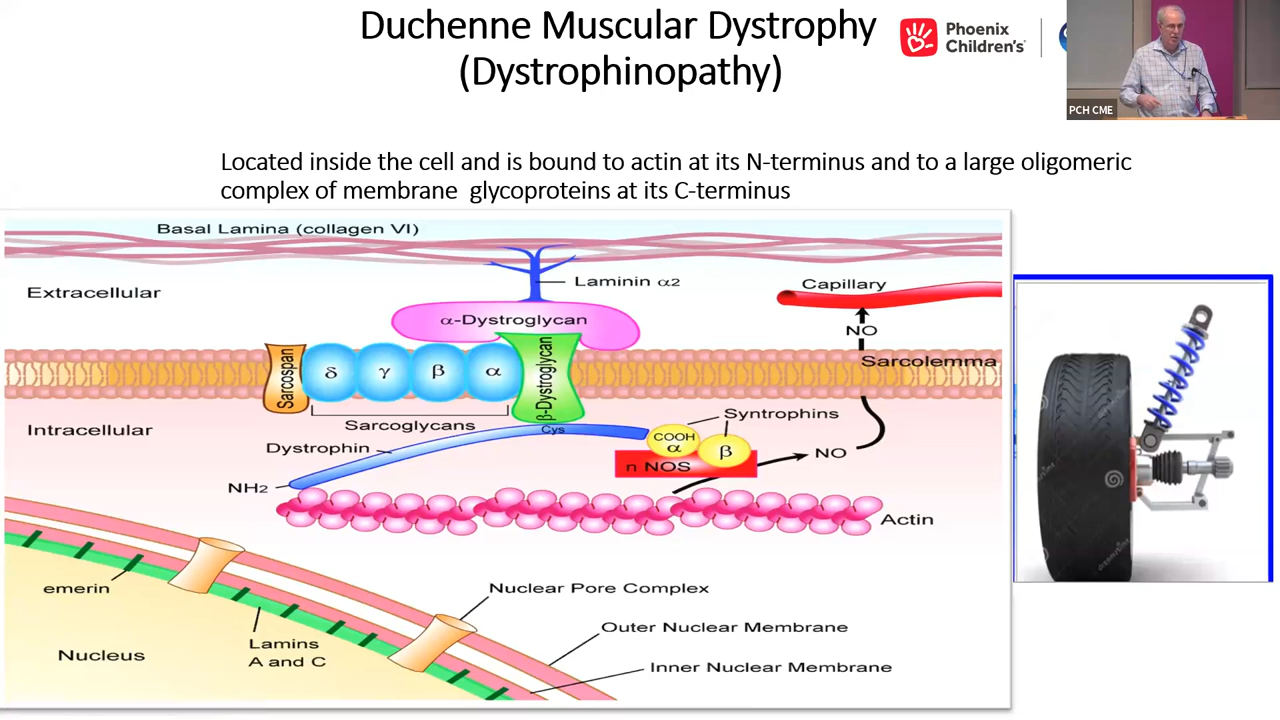 Duchenne Muscular Dystrophy
(Dystrophinopathy)
Phoenix
Children's
PCH CME
Located inside the cell and is bound to actin at its N-terminus and to a large oligomeric
complex of membrane glycoproteins at its C-terminus
Basal Lamina (collagen VI)
Laminin α2
Extracellular
Capillary
α-Dystroglycan
NO
Sarcolemma
Sarcospan
δ
γ
β
α
β-Dystroglycan
Sarcoglycans
Syntrophins
Intracellular
Cys
COOH
α
β
Dystrophin
n NOS
NO
NH2
Actin
emerin
Nuclear Pore Complex
Lamins
A and C
Outer Nuclear Membrane
Nucleus
Inner Nuclear Membrane